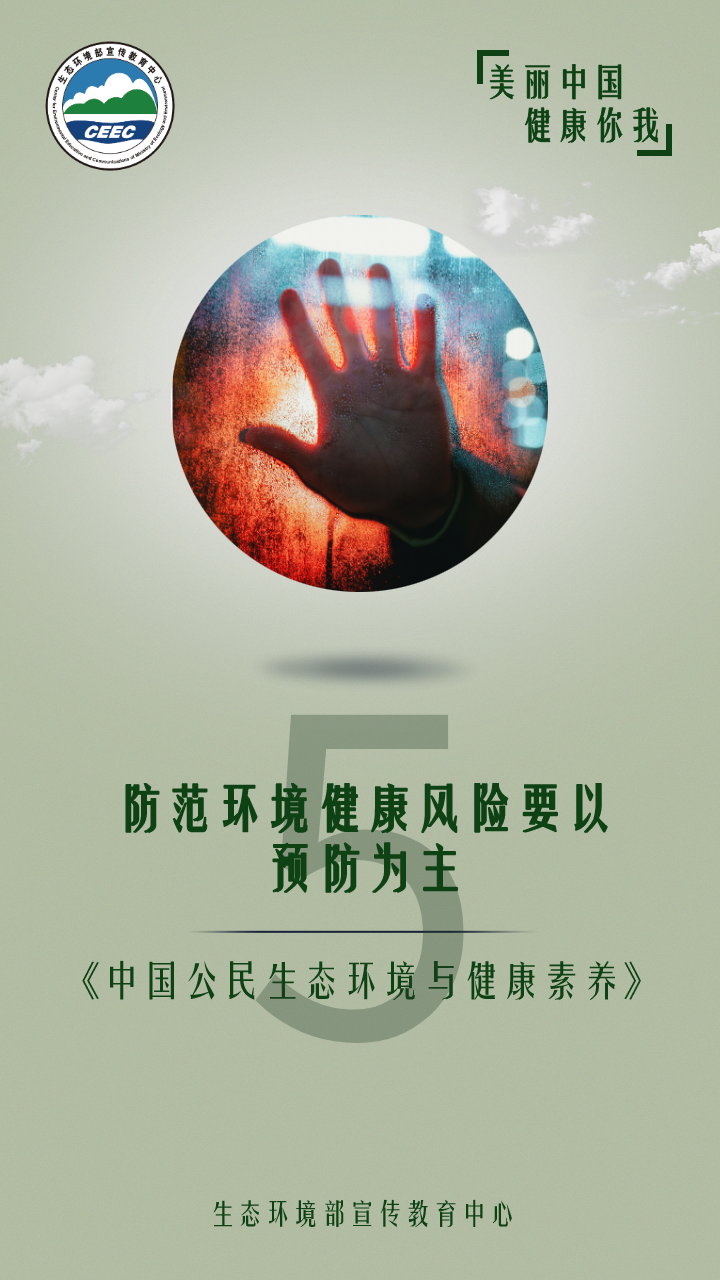 生态环境部宣传教育中心
Center for Environmental Education and Communications of Ministry of Ecology and Environment
CEEC
美丽中国
健康你我
5
防范环境健康风险要以
预防为主
《中国公民生态环境与健康素养》
生态环境部宣传教育中心